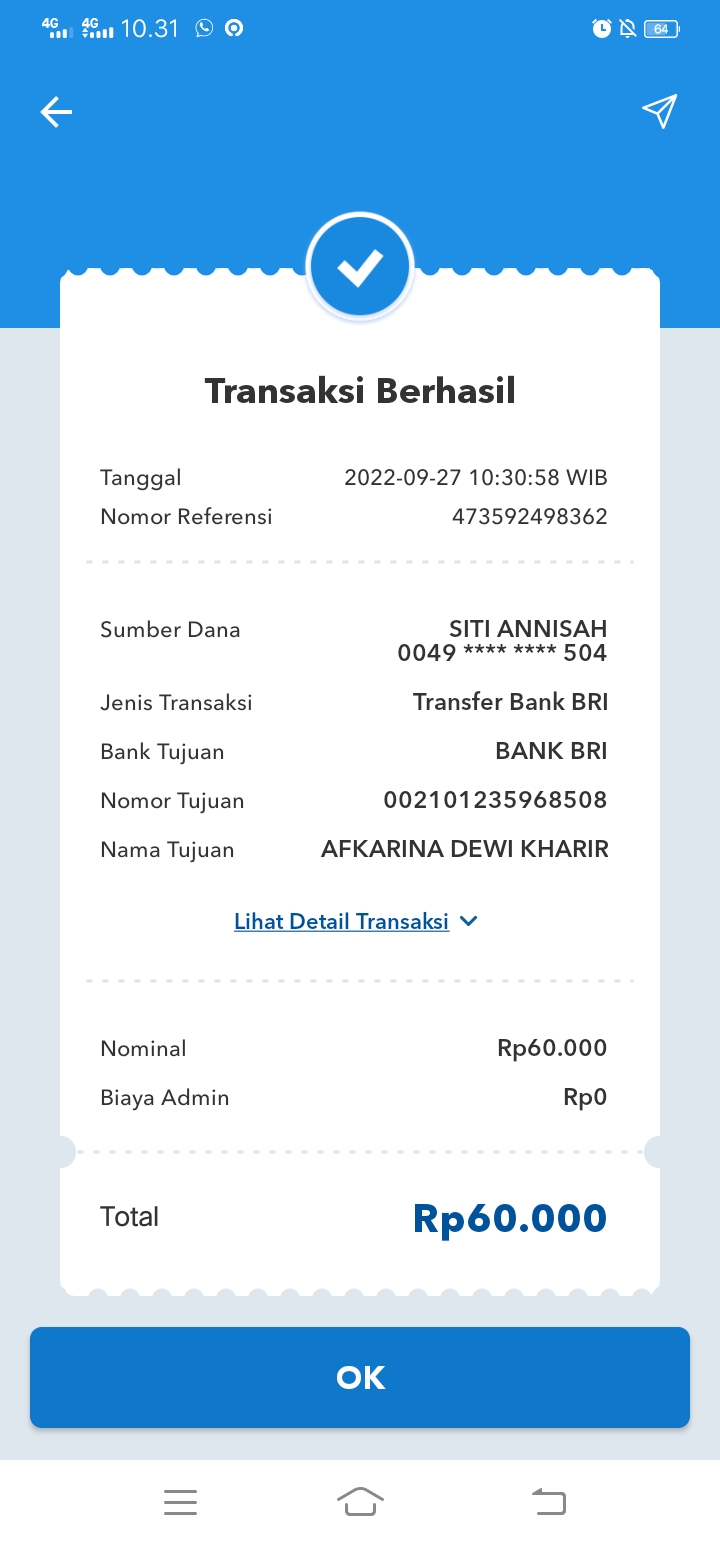 4G 4G 10.31 64
Transaksi Berhasil
Tanggal 2022-09-27 10:30:58 WIB
Nomor Referensi 473592498362
Sumber Dana SITI ANNISAH
0049 **** **** 504
Jenis Transaksi Transfer Bank BRI
Bank Tujuan BANK BRI
Nomor Tujuan 002101235968508
Nama Tujuan AFKARINA DEWI KHARIR
Lihat Detail Transaksi
Nominal Rp60.000
Biaya Admin Rp0
Total Rp60.000
OK